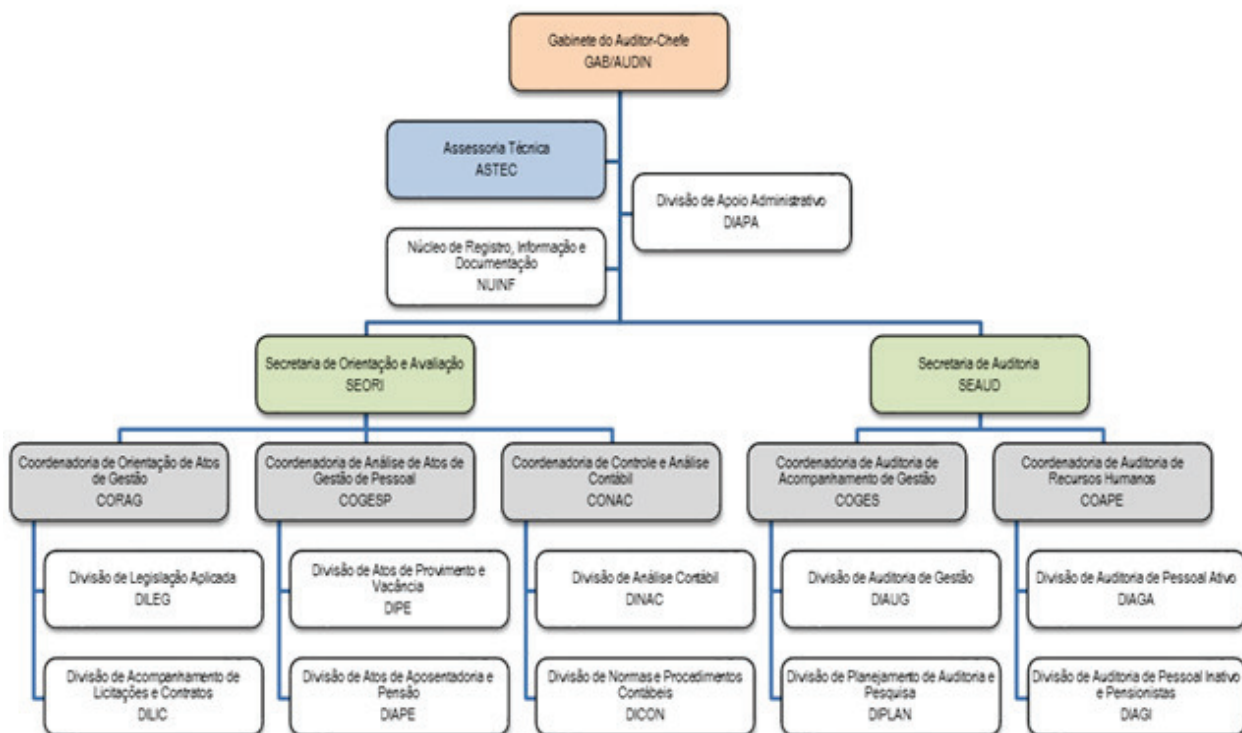 Gabinete do Auditor-Chefe
GAB/AUDIN
Assessoria Técnica
ASTEC
Divisão de Apoio Administrativo
DIAPA
Núcleo de Registro, Informação e
Documentação
NUINF
Secretaria de Orientação e Avaliação
SEORI
Secretaria de Auditoria
SEAUD
Coordenadoria de Orientação de Atos
de Gestão
CORAG
Coordenadoria de Análise de Atos de
Gestão de Pessoal
COGESP
Coordenadoria de Controle e Análise
Contábil
CONAC
Coordenadoria de Auditoria de
Acompanhamento de Gestão
COGES
Coordenadoria de Auditoria de
Recursos Humanos
COAPE
Divisão de Legislação Aplicada
DILEG
Divisão de Atos de Provimento e
Vacância
DIPE
Divisão de Análise Contábil
DINAC
Divisão de Auditoria de Gestão
DIAUG
Divisão de Auditoria de Pessoal Ativo
DIAGA
Divisão de Acompanhamento de
Licitações e Contratos
DILIC
Divisão de Atos de Aposentadoria e
Pensão
DIAPE
Divisão de Normas e Procedimentos
Contábeis
DICON
Divisão de Planejamento de Auditoria e
Pesquisa
DIPLAN
Divisão de Auditoria de Pessoal Inativo
e Pensionistas
DIAGI